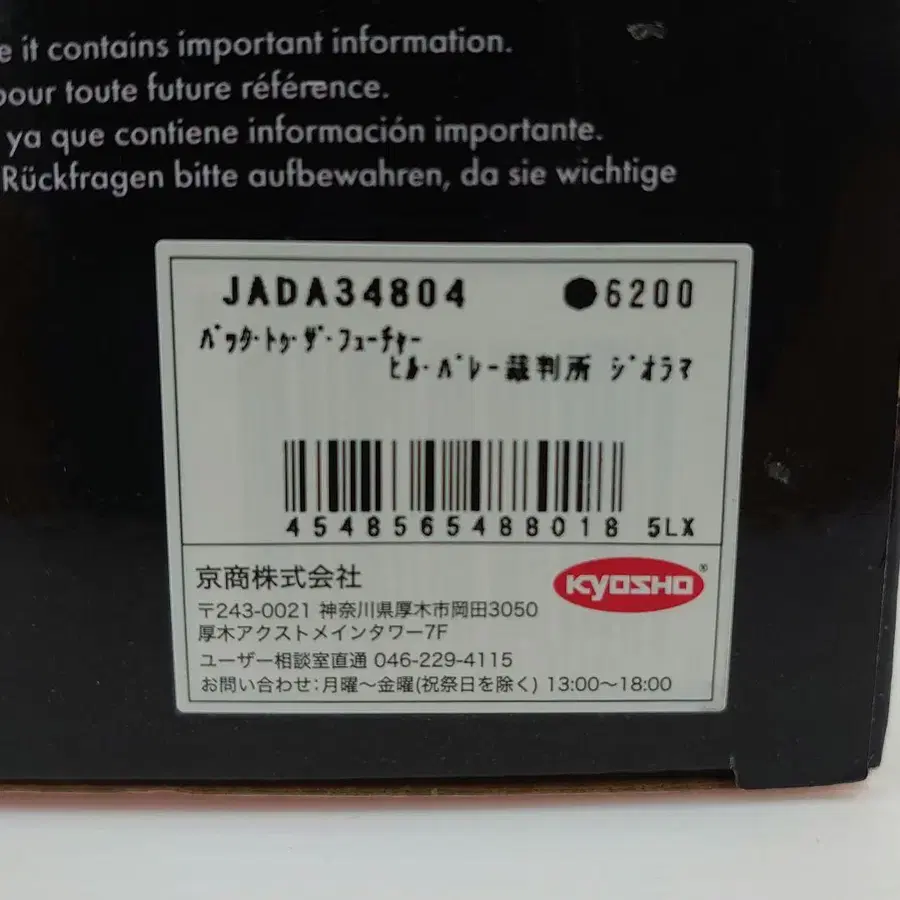 e it contains important information.
pour toute future référence.
ya que contiene información importante.
Rückfragen bitte aufbewahren, da sie wichtige
JADA34804 ●6200
ﾊﾞｯｸ･ﾄｩ･ｻﾞ･ﾌｭｰﾁｬｰ
ﾋﾙ･ﾊﾞﾚｰ裁判所 ｼﾞｵﾗﾏ
4548565488018 5LX
京商株式会社
KYOSHO®
〒243-0021 神奈川県厚木市岡田3050
厚木アクストメインタワー7F
ユーザー相談室直通 046-229-4115
お問い合わせ:月曜〜金曜(祝祭日を除く) 13:00〜18:00